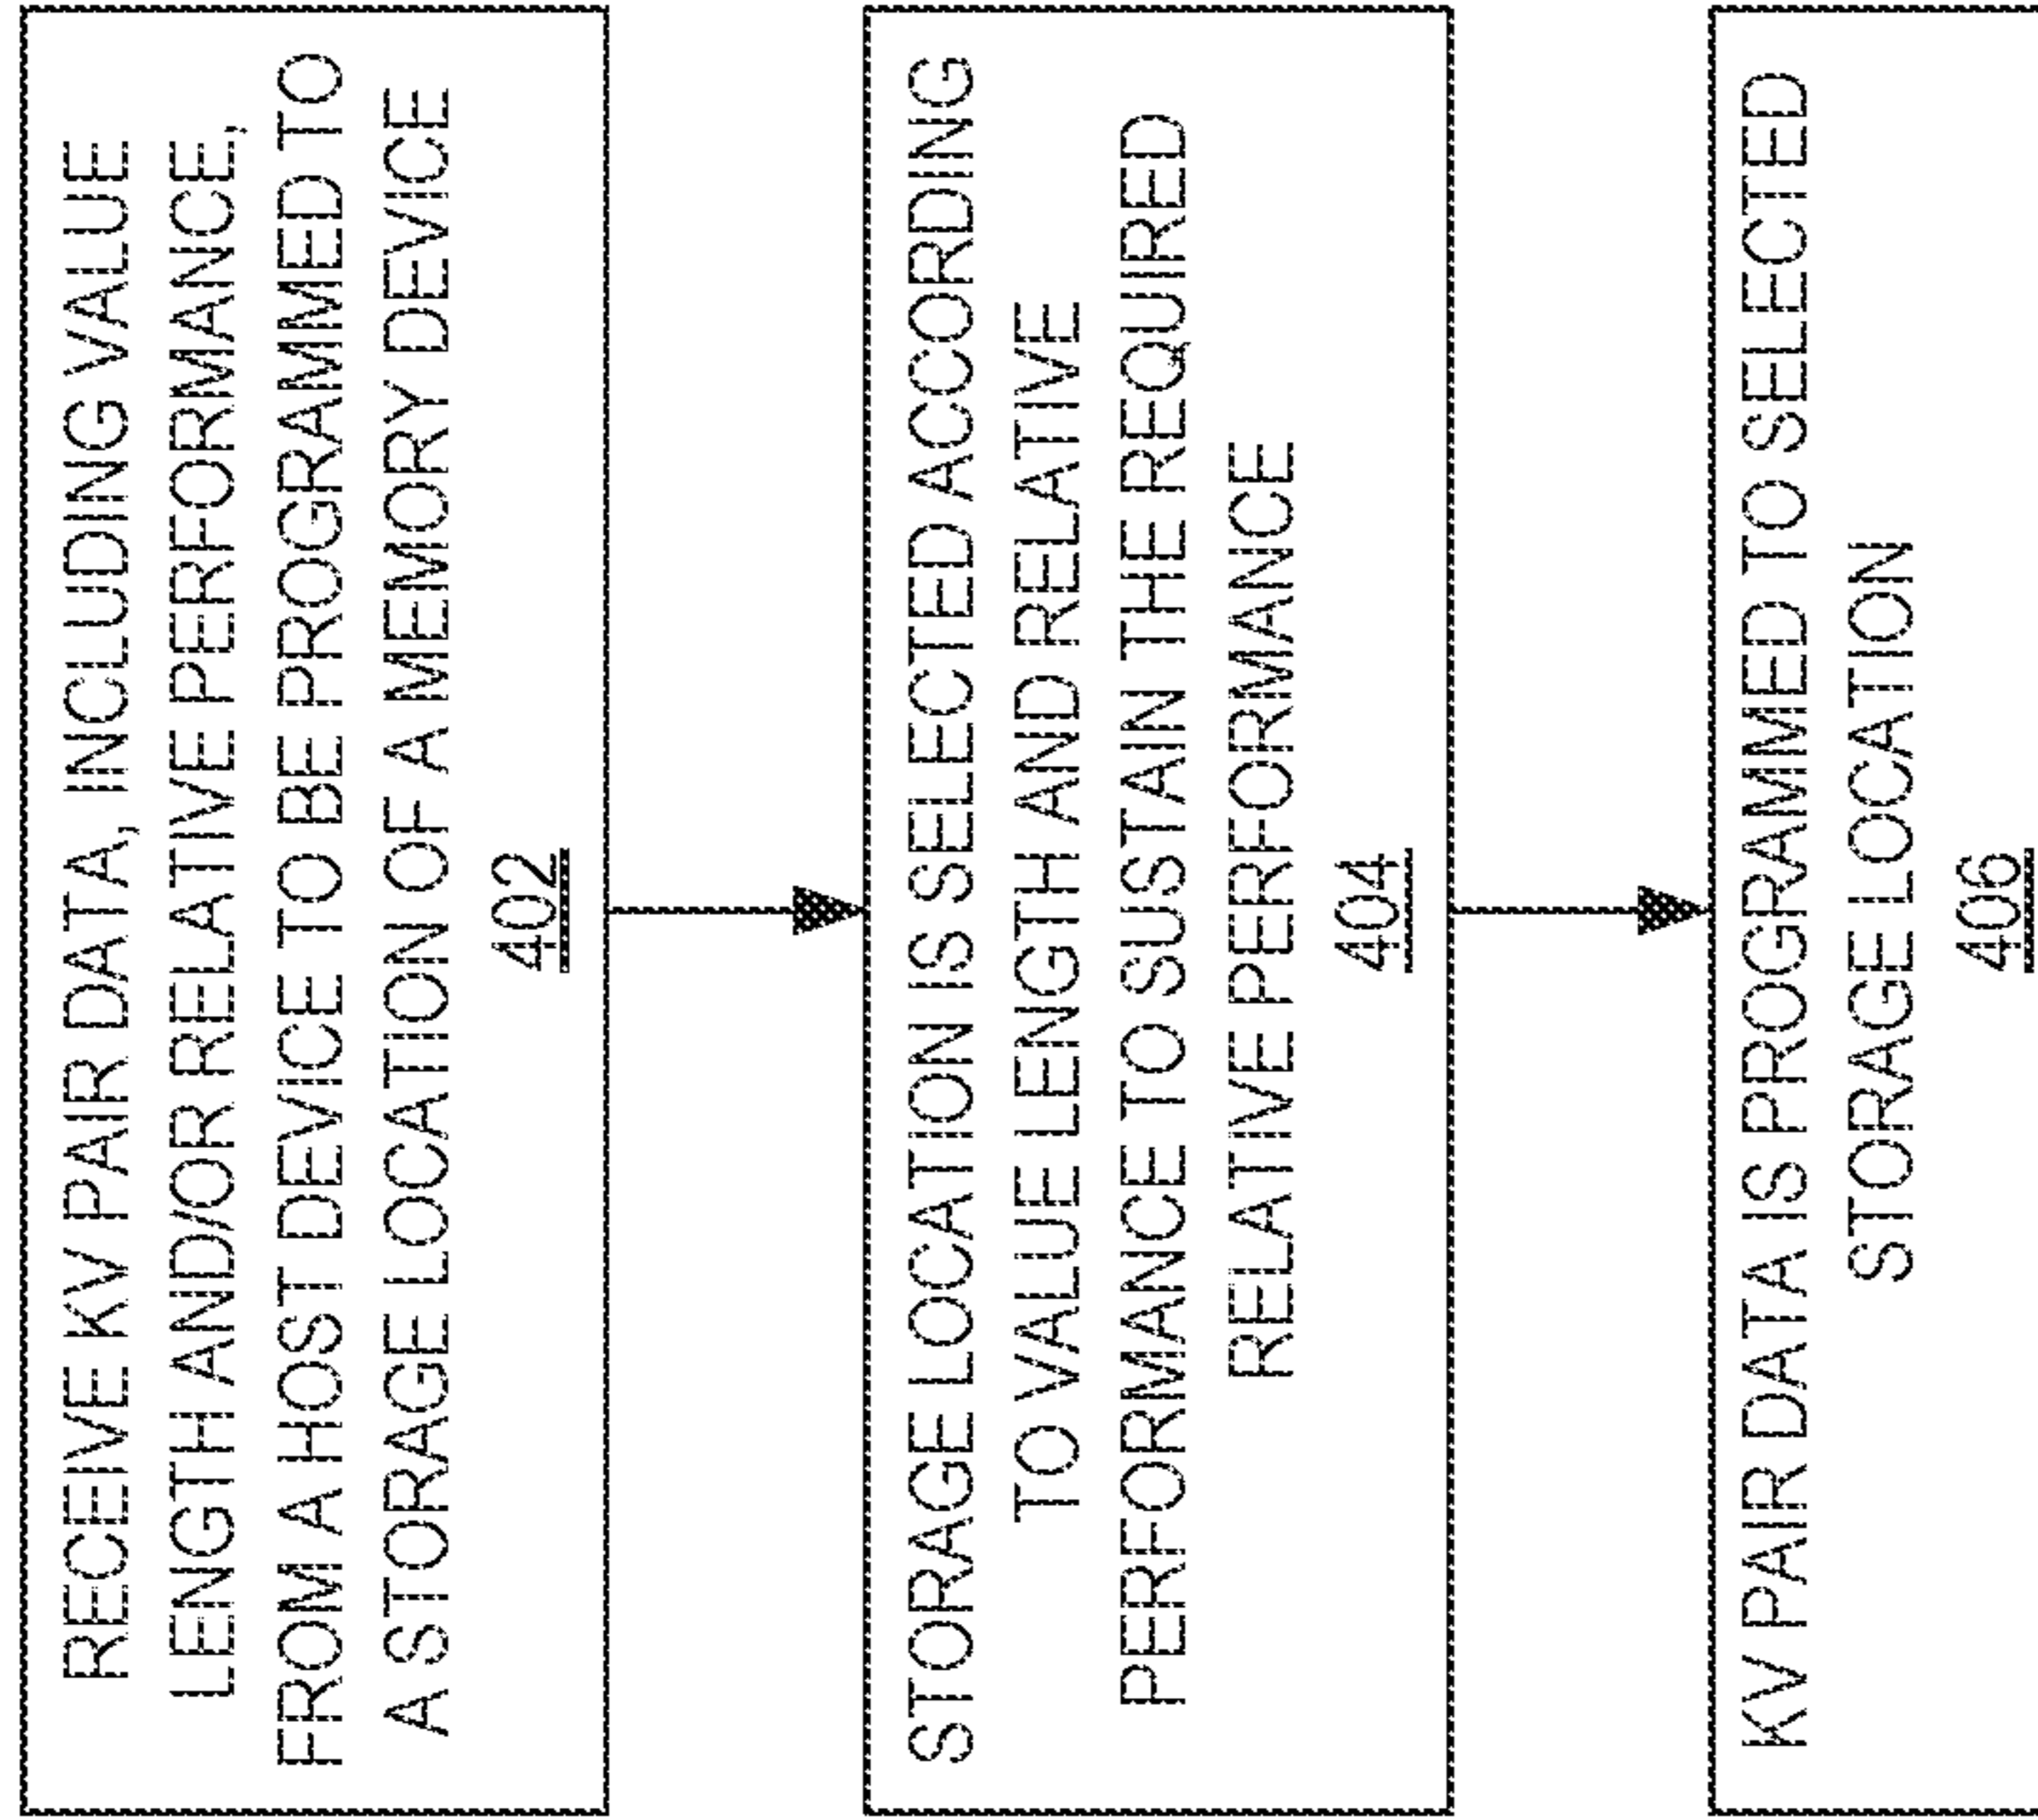 RECEIVE KV PAIR DATA, INCLUDING VALUE
LENGTH AND/OR RELATIVE PERFORMANCE,
FROM A HOST DEVICE TO BE PROGRAMMED TO
A STORAGE LOCATION OF A MEMORY DEVICE
402
STORAGE LOCATION IS SELECTED ACCORDING
TO VALUE LENGTH AND RELATIVE
PERFORMANCE TO SUSTAIN THE REQUIRED
RELATIVE PERFORMANCE
404
KV PAIR DATA IS PROGRAMMED TO SELECTED
STORAGE LOCATION
406